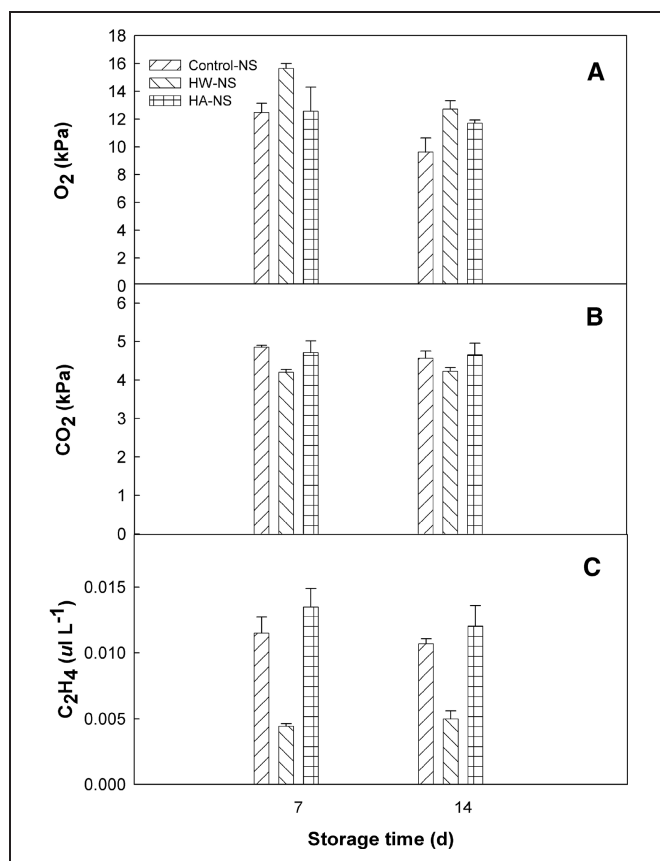 18
16
14
12
10
8
6
4
2
0
O2 (kPa)
Control-NS
HW-NS
HA-NS
A
6
5
4
3
2
1
0
CO2 (kPa)
B
0.015
0.010
0.005
0.000
C2H4 (ul L-1)
C
7 14
Storage time (d)